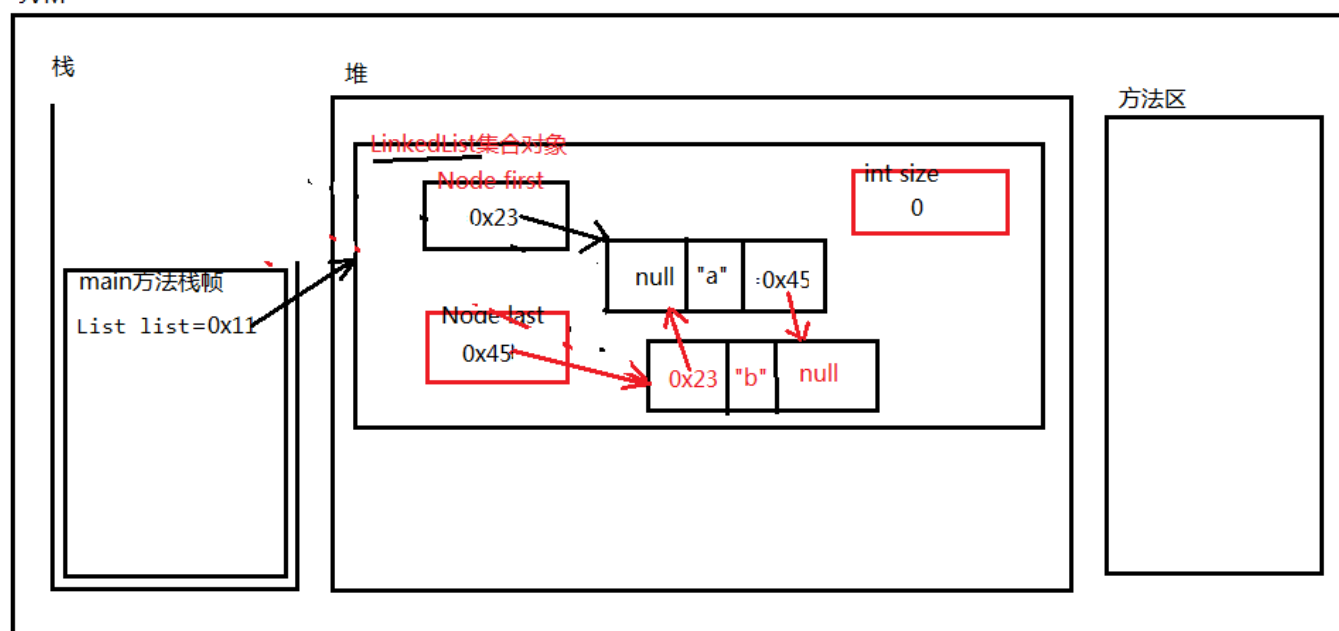 JVM
栈
堆
方法区
LinkedList集合对象
Node first
int size
0x23
0
null "a" 0x45
main方法栈帧
List list=0x11
Node last
0x45
0x23 "b" null